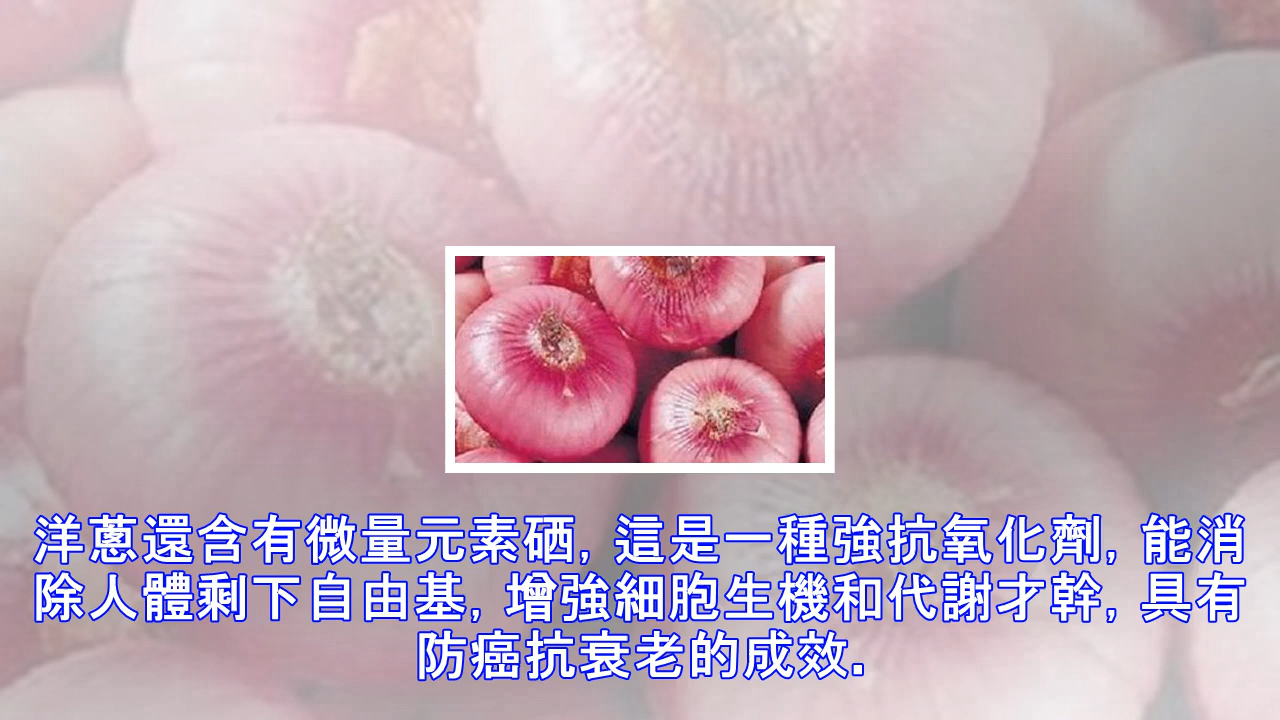 洋蔥還含有微量元素硒, 這是一種強抗氧化劑, 能消
除人體剩下自由基, 增強細胞生機和代謝才幹, 具有
防癌抗衰老的成效.